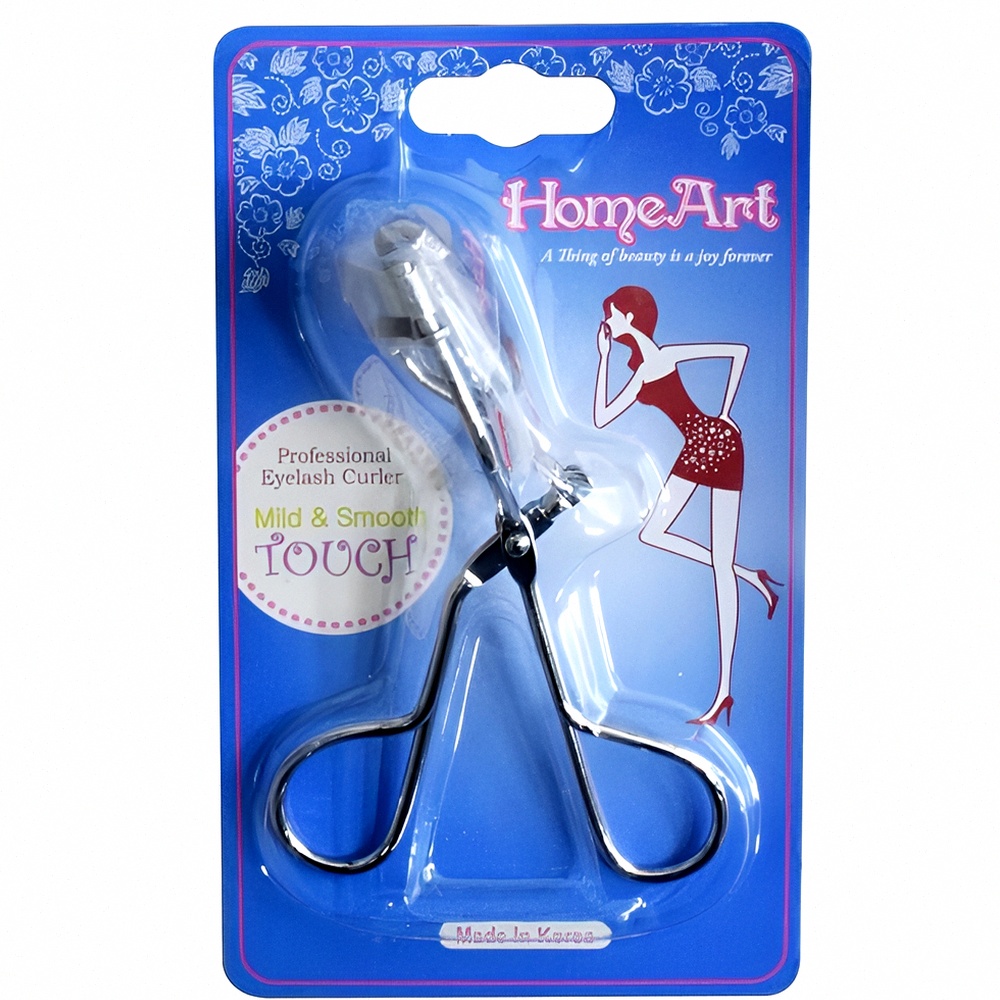 HomeArt
A Thing of beauty is a joy forever
Professional
Eyelash Curler
Mild & Smooth
TOUCH
Made In Korea